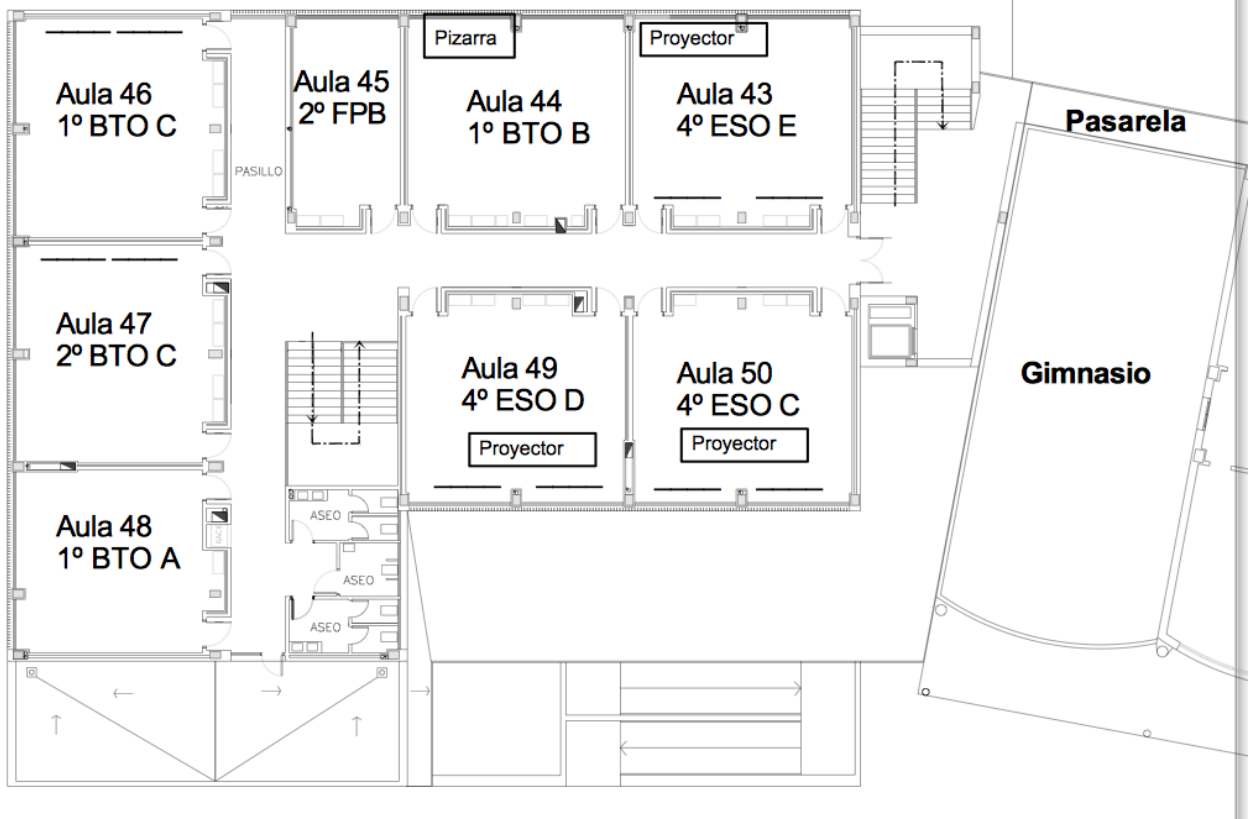 Pizarra
Proyector
Aula 46
1º BTO C
Aula 45
2º FPB
Aula 44
1º BTO B
Aula 43
4º ESO E
Pasarela
PASILLO
Aula 47
2º BTO C
Aula 49
4º ESO D
Aula 50
4º ESO C
Gimnasio
Proyector
Proyector
Aula 48
1º BTO A
RACK
ASEO
ASEO
ASEO